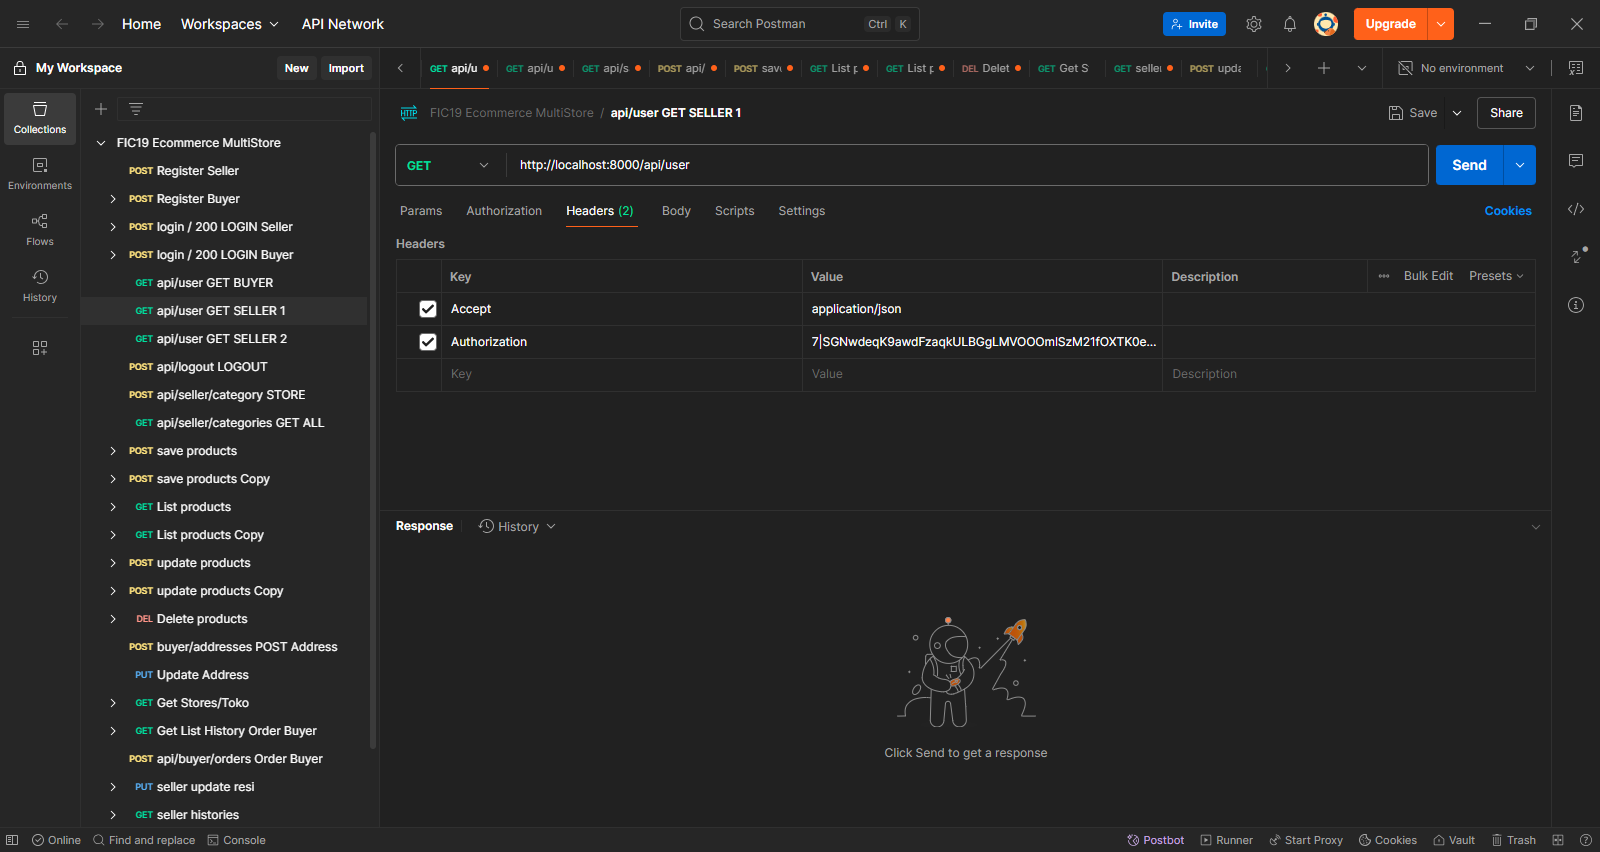 Home Workspaces API Network
Search Postman Ctrl K
Invite
Upgrade
My Workspace New Import
GET api/u GET api/u GET api/s POST api/ POST sav GET List p GET List p DEL Delet GET Get S GET seller POST upda
No environment
Collections
Environments
Flows
History
FIC19 Ecommerce MultiStore
POST Register Seller
POST Register Buyer
POST login / 200 LOGIN Seller
POST login / 200 LOGIN Buyer
GET api/user GET BUYER
GET api/user GET SELLER 1
GET api/user GET SELLER 2
POST api/logout LOGOUT
POST api/seller/category STORE
GET api/seller/categories GET ALL
POST save products
POST save products Copy
GET List products
GET List products Copy
POST update products
POST update products Copy
DEL Delete products
POST buyer/addresses POST Address
PUT Update Address
GET Get Stores/Toko
GET Get List History Order Buyer
POST api/buyer/orders Order Buyer
PUT seller update resi
GET seller histories
HTTP FIC19 Ecommerce MultiStore / api/user GET SELLER 1
Save Share
GET http://localhost:8000/api/user Send
Params Authorization Headers (2) Body Scripts Settings Cookies
Headers
Key Value Description ••• Bulk Edit Presets
Accept application/json
Authorization 7|SGNwdeqK9awdFzaqkULBGgLMVOOOmlSzM21fOXTK0e...
Key Value Description
Response History
Click Send to get a response
Online Find and replace Console
Postbot Runner Start Proxy Cookies Vault Trash